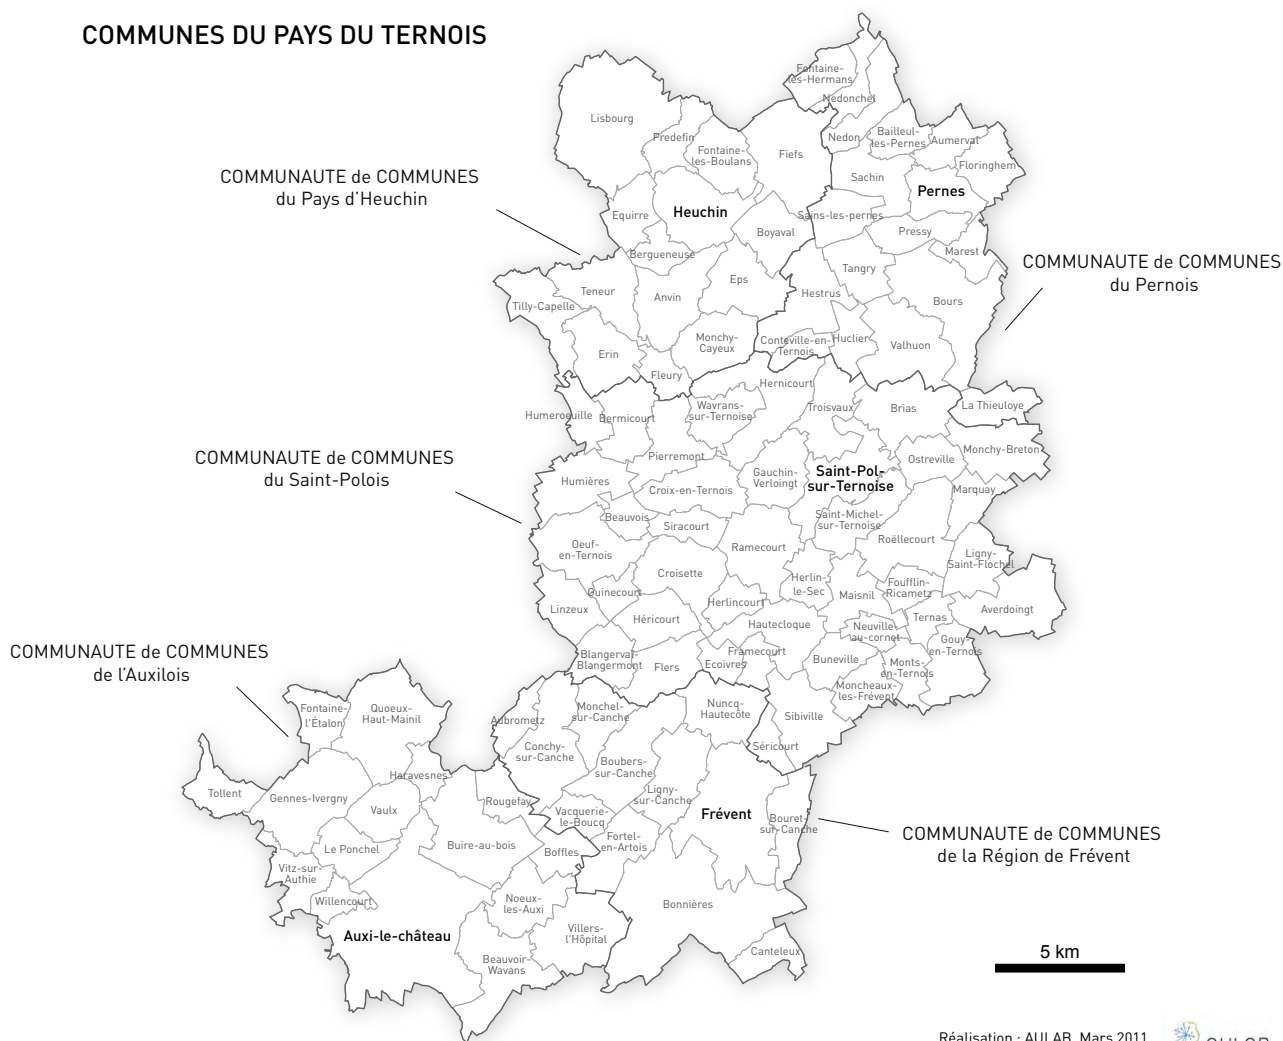 COMMUNES DU PAYS DU TERNOIS
Fontaine-
les-Hermans
Nédonchel
Lisbourg
Predefin
Fontaine-
les-Boulans
Fiefs
Nedon
Bailleul-
les-Pernes
Aumerval
Floringhem
Sachin
Pernes
COMMUNAUTE de COMMUNES
du Pays d'Heuchin
Equirre
Heuchin
Boyaval
Sains-les-pernes
Pressy
Marest
Bergueneuse
COMMUNAUTE de COMMUNES
du Pernois
Tangry
Eps
Teneur
Anvin
Hestrus
Bours
Tilly-Capelle
Monchy-
Cayeux
Conteville-en-
Ternois
Huclier
Valhuon
Erin
Fleury
Hernicourt
Humeroeuille
Bermicourt
Wavrans-
sur-Ternoise
Troisvaux
Brias
La Thieuloye
COMMUNAUTE de COMMUNES
du Saint-Polois
Pierremont
Gauchin-
Verloingt
Saint-Pol-
sur-Ternoise
Ostreville
Monchy-Breton
Humières
Croix-en-Ternois
Marquay
Beauvois
Siracourt
Saint-Michel-
sur-Ternoise
Roëllecourt
Oeuf-
en-Ternois
Ramecourt
Ligny-
Saint-Flochel
Croisette
Herlin-
le-Sec
Foufflin-
Ricametz
Guinecourt
Maisnil
Linzeux
Herlincourt
Averdoingt
Héricourt
Hautecloque
Neuville-
au-cornet
Ternas
Gouy-
en-Ternois
COMMUNAUTE de COMMUNES
de l'Auxilois
Blangerval-
Blangermont
Flers
Ecoivres
Framecourt
Buneville
Monts-
en-Ternois
Moncheaux-
les-Frévent
Fontaine-
l'Étalon
Quoeux-
Haut-Mainil
Aubrometz
Monchel-
sur-Canche
Nuncq-
Hautecôte
Sibiville
Séricourt
Conchy-
sur-Canche
Boubers-
sur-Canche
Haravesnes
Tollent
Gennes-Ivergny
Vaulx
Rougefay
Ligny-
sur-Canche
Vacquerie-
le-Boucq
Frévent
Bouret-
sur-Canche
COMMUNAUTE de COMMUNES
de la Région de Frévent
Le Ponchel
Buire-au-bois
Boffles
Fortel-
en-Artois
Vitz-sur-
Authie
Willencourt
Noeux-
les-Auxi
Bonnières
Auxi-le-château
Villers-
l'Hôpital
Beauvoir-
Wavans
Canteleux
5 km
Réalisation : AULAB, Mars 2011